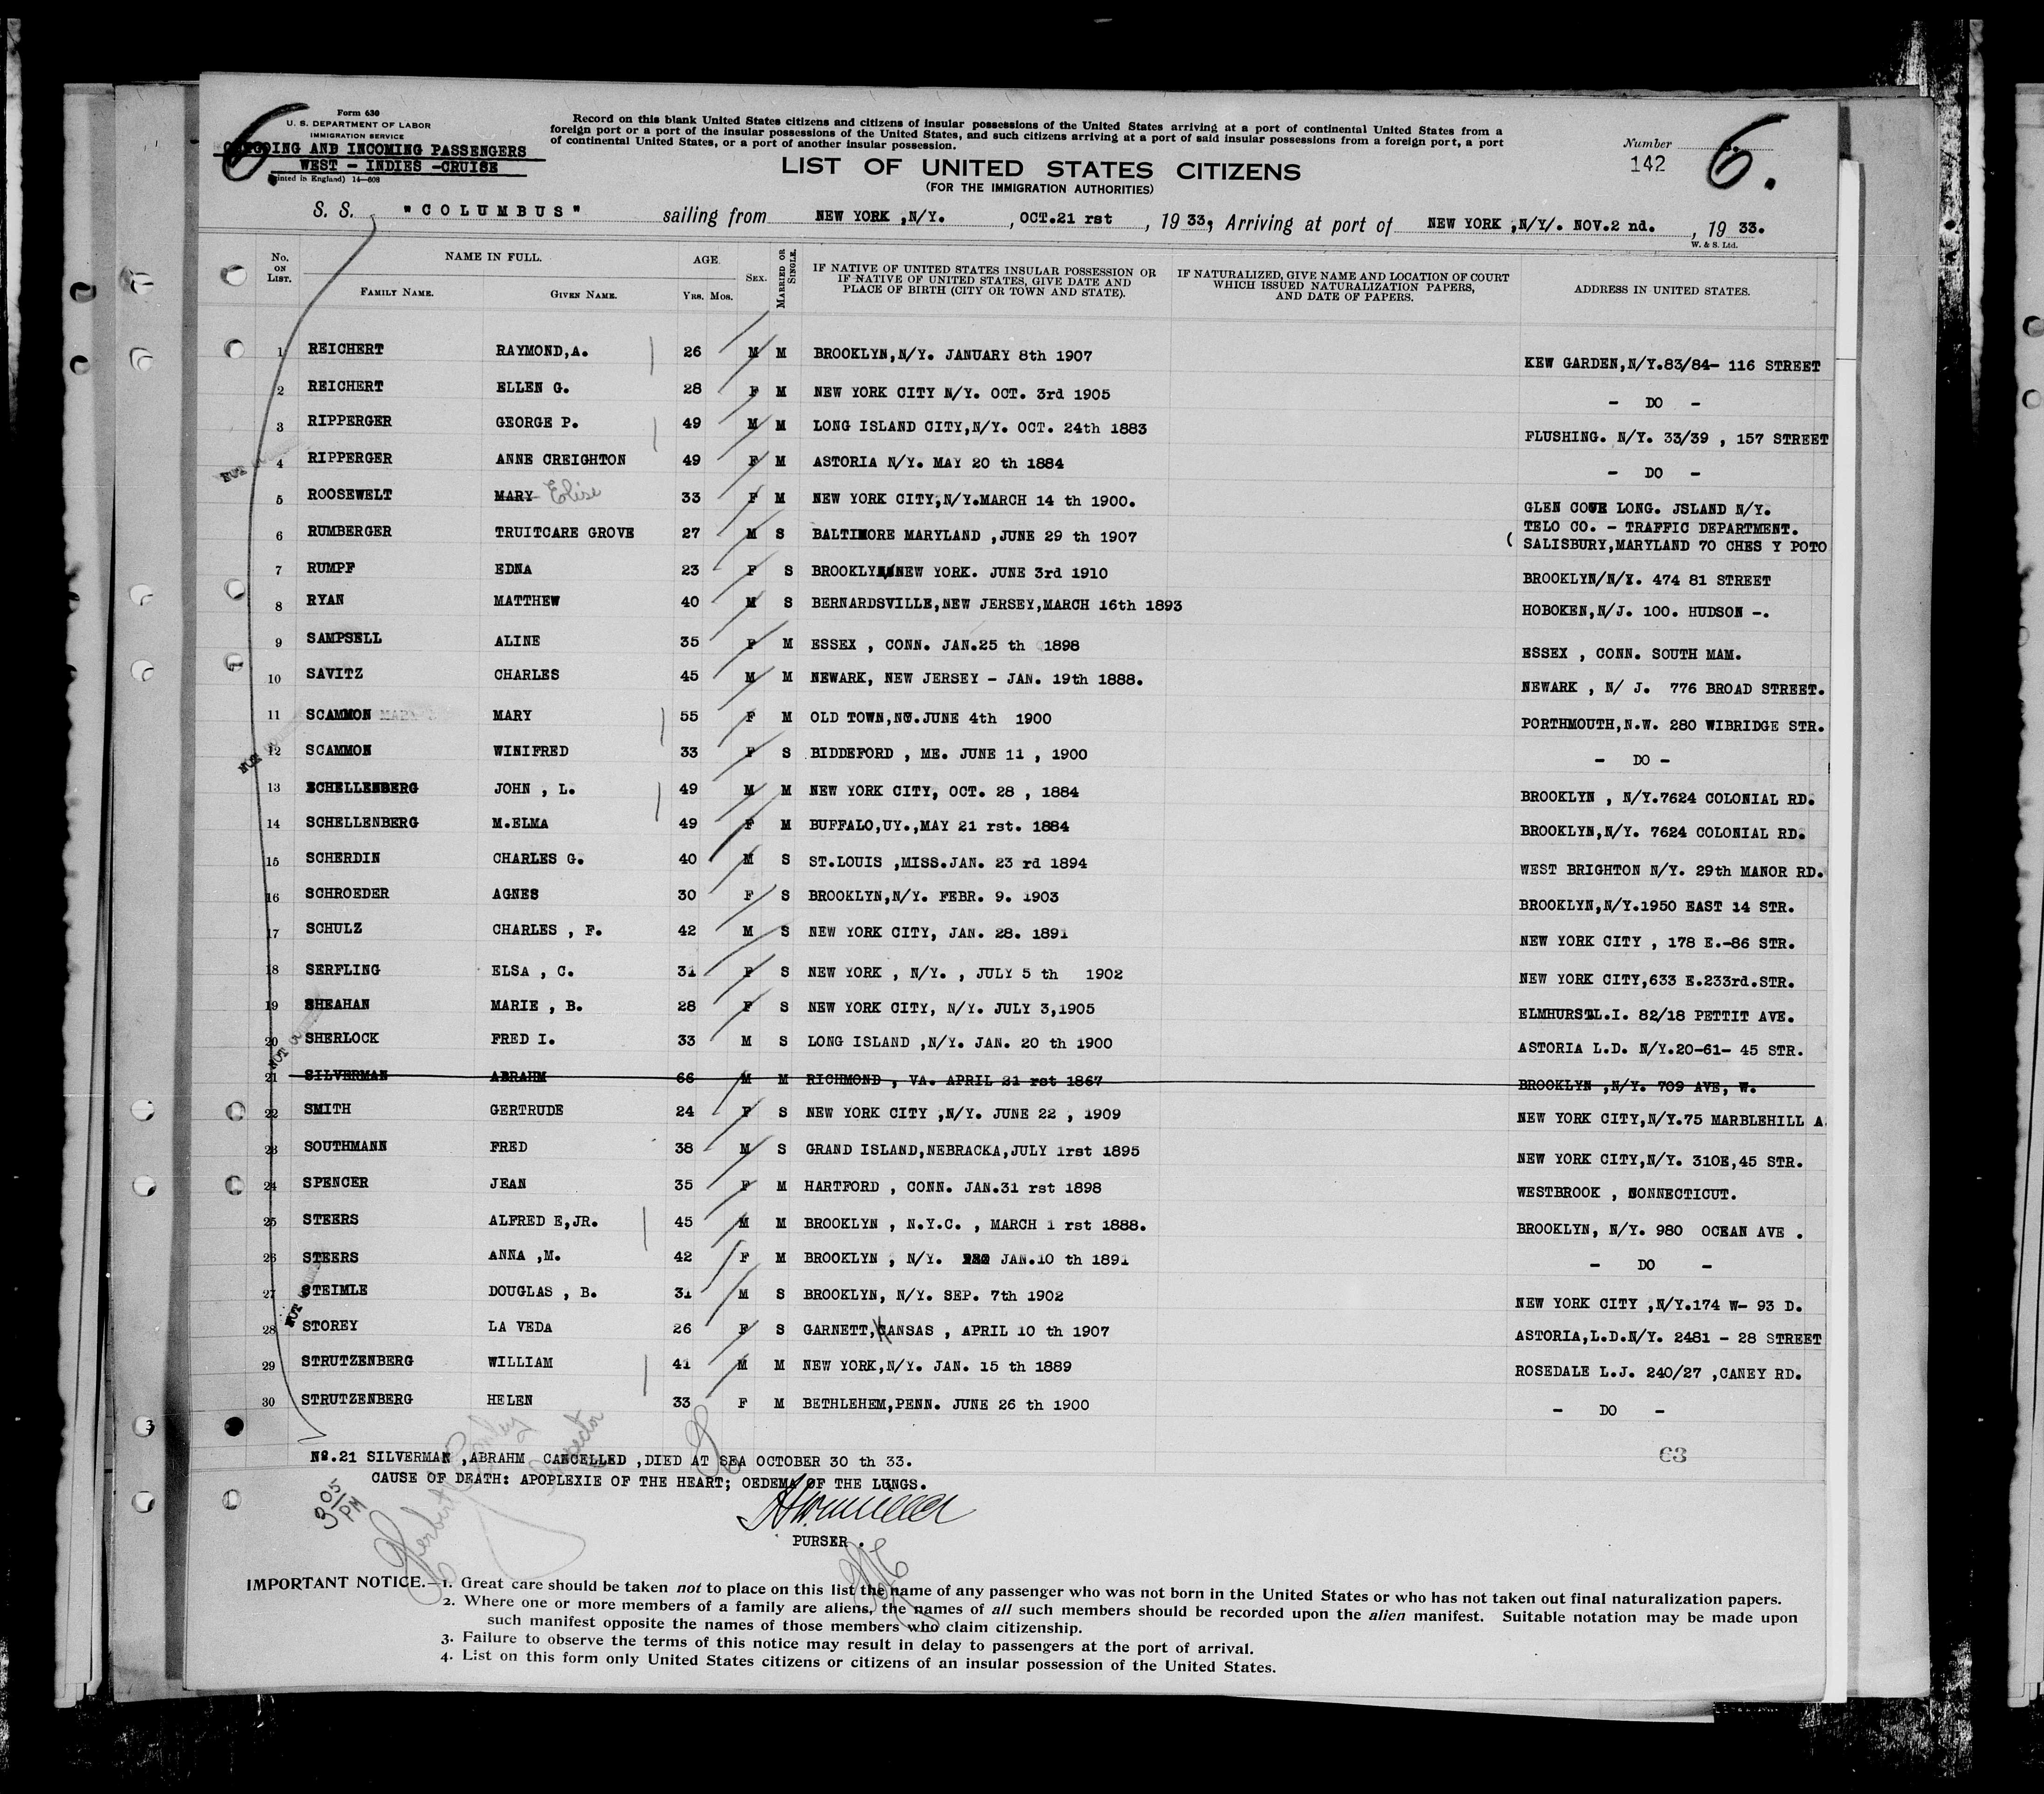 6
Form 630
U. S. DEPARTMENT OF LABOR
IMMIGRATION SERVICE
OUTGOING AND INCOMING PASSENGERS
WEST - INDIES -CRUISE
(Printed in England) 14—608
Record on this blank United States citizens and citizens of insular possessions of the United States arriving at a port of continental United States from a
foreign port or a port of the insular possessions of the United States, and such citizens arriving at a port of said insular possessions from a foreign port, a port
of continental United States, or a port of another insular possession.
LIST OF UNITED STATES CITIZENS
(FOR THE IMMIGRATION AUTHORITIES)
Number
142
6.
S. S. "COLUMBUS" sailing from NEW YORK ,N/Y. , OCT.21 rst , 19 33, Arriving at port of NEW YORK ,N/Y/. NOV.2 nd. , 19 33.
W. & S. Ltd.
No. ON LIST. NAME IN FULL. FAMILY NAME. GIVEN NAME. AGE. YRS. MOS. SEX. MARRIED OR SINGLE. IF NATIVE OF UNITED STATES INSULAR POSSESSION OR IF NATIVE OF UNITED STATES, GIVE DATE AND PLACE OF BIRTH (CITY OR TOWN AND STATE). IF NATURALIZED, GIVE NAME AND LOCATION OF COURT WHICH ISSUED NATURALIZATION PAPERS, AND DATE OF PAPERS. ADDRESS IN UNITED STATES.
1 REICHERT RAYMOND,A. 26 M M BROOKLYN,N/Y. JANUARY 8th 1907 KEW GARDEN,N/Y.83/84- 116 STREET
2 REICHERT ELLEN G. 28 F M NEW YORK CITY N/Y. OCT. 3rd 1905 - DO -
3 RIPPERGER GEORGE P. 49 M M LONG ISLAND CITY,N/Y. OCT. 24th 1883 FLUSHING. N/Y. 33/39 , 157 STREET
4 RIPPERGER ANNE CREIGHTON 49 F M ASTORIA N/Y. MAY 20 th 1884 - DO -
5 ROOSEWELT MARY Elise 33 F M NEW YORK CITY,N/Y.MARCH 14 th 1900. GLEN COVE LONG. JSLAND N/Y.
6 RUMBERGER TRUITCARE GROVE 27 M S BALTIMORE MARYLAND ,JUNE 29 th 1907 TELO CO. - TRAFFIC DEPARTMENT.
( SALISBURY,MARYLAND 70 CHES Y POTO
7 RUMPF EDNA 23 F S BROOKLYN NEW YORK. JUNE 3rd 1910 BROOKLYN/N/Y. 474 81 STREET
8 RYAN MATTHEW 40 M S BERNARDSVILLE,NEW JERSEY,MARCH 16th 1893 HOBOKEN,N/J. 100. HUDSON -.
9 SAMPSELL ALINE 35 F M ESSEX , CONN. JAN.25 th 1898 ESSEX , CONN. SOUTH MAM.
10 SAVITZ CHARLES 45 M M NEWARK, NEW JERSEY - JAN. 19th 1888. NEWARK , N/ J. 776 BROAD STREET.
11 SCAMMON MARY 55 F M OLD TOWN, JUNE 4th 1900 PORTHMOUTH,N.W. 280 WIBRIDGE STR.
12 SCAMMON WINIFRED 33 F S BIDDEFORD , ME. JUNE 11 , 1900 - DO -
13 SCHELLENBERG JOHN , L. 49 M M NEW YORK CITY, OCT. 28 , 1884 BROOKLYN , N/Y.7624 COLONIAL RD.
14 SCHELLENBERG M.ELMA 49 F M BUFFALO,UY.,MAY 21 rst. 1884 BROOKLYN,N/Y. 7624 COLONIAL RD.
15 SCHERDIN CHARLES G. 40 M S ST.LOUIS ,MISS.JAN. 23 rd 1894 WEST BRIGHTON N/Y. 29th MANOR RD.
16 SCHROEDER AGNES 30 F S BROOKLYN,N/Y. FEBR. 9. 1903 BROOKLYN,N/Y.1950 EAST 14 STR.
17 SCHULZ CHARLES , F. 42 M S NEW YORK CITY, JAN. 28. 1891 NEW YORK CITY , 178 E.-86 STR.
18 SERFLING ELSA , C. 31 F S NEW YORK , N/Y. , JULY 5 th 1902 NEW YORK CITY,633 E.233rd.STR.
19 SHEAHAN MARIE , B. 28 F S NEW YORK CITY, N/Y. JULY 3,1905 ELMHURST L.I. 82/18 PETTIT AVE.
20 SHERLOCK FRED I. 33 M S LONG ISLAND ,N/Y. JAN. 20 th 1900 ASTORIA L.D. N/Y.20-61- 45 STR.
21 SILVERMAN ABRAHM 66 M M RICHMOND , VA. APRIL 21 rst 1867 BROOKLYN ,N/Y. 709 AVE, W.
22 SMITH GERTRUDE 24 F S NEW YORK CITY ,N/Y. JUNE 22 , 1909 NEW YORK CITY,N/Y.75 MARBLEHILL A
23 SOUTHMANN FRED 38 M S GRAND ISLAND,NEBRACKA,JULY 1rst 1895 NEW YORK CITY,N/Y. 310E,45 STR.
24 SPENCER JEAN 35 F M HARTFORD , CONN. JAN.31 rst 1898 WESTBROOK , CONNECTICUT.
25 STEERS ALFRED E,JR. 45 M M BROOKLYN , N.Y.C. , MARCH 1 rst 1888. BROOKLYN, N/Y. 980 OCEAN AVE .
26 STEERS ANNA ,M. 42 F M BROOKLYN , N/Y. JAN.10 th 1891 - DO -
27 STEIMLE DOUGLAS , B. 31 M S BROOKLYN, N/Y. SEP. 7th 1902 NEW YORK CITY ,N/Y.174 W- 93 D.
28 STOREY LA VEDA 26 F S GARNETT,KANSAS , APRIL 10 th 1907 ASTORIA,L.D.N/Y. 2481 - 28 STREET
29 STRUTZENBERG WILLIAM 41 M M NEW YORK,N/Y. JAN. 15 th 1889 ROSEDALE L.J. 240/27 ,CANEY RD.
30 STRUTZENBERG HELEN 33 F M BETHLEHEM,PENN. JUNE 26 th 1900 - DO -
63
No.21 SILVERMAN ,ABRAHM CANCELLED ,DIED AT SEA OCTOBER 30 th 33.
CAUSE OF DEATH: APOPLEXIE OF THE HEART; OEDEMA OF THE LUNGS.
3 05 PM
Herbert
Inspector
PURSER .
IMPORTANT NOTICE.—1. Great care should be taken not to place on this list the name of any passenger who was not born in the United States or who has not taken out final naturalization papers.
2. Where one or more members of a family are aliens, the names of all such members should be recorded upon the alien manifest. Suitable notation may be made upon
such manifest opposite the names of those members who claim citizenship.
3. Failure to observe the terms of this notice may result in delay to passengers at the port of arrival.
4. List on this form only United States citizens or citizens of an insular possession of the United States.